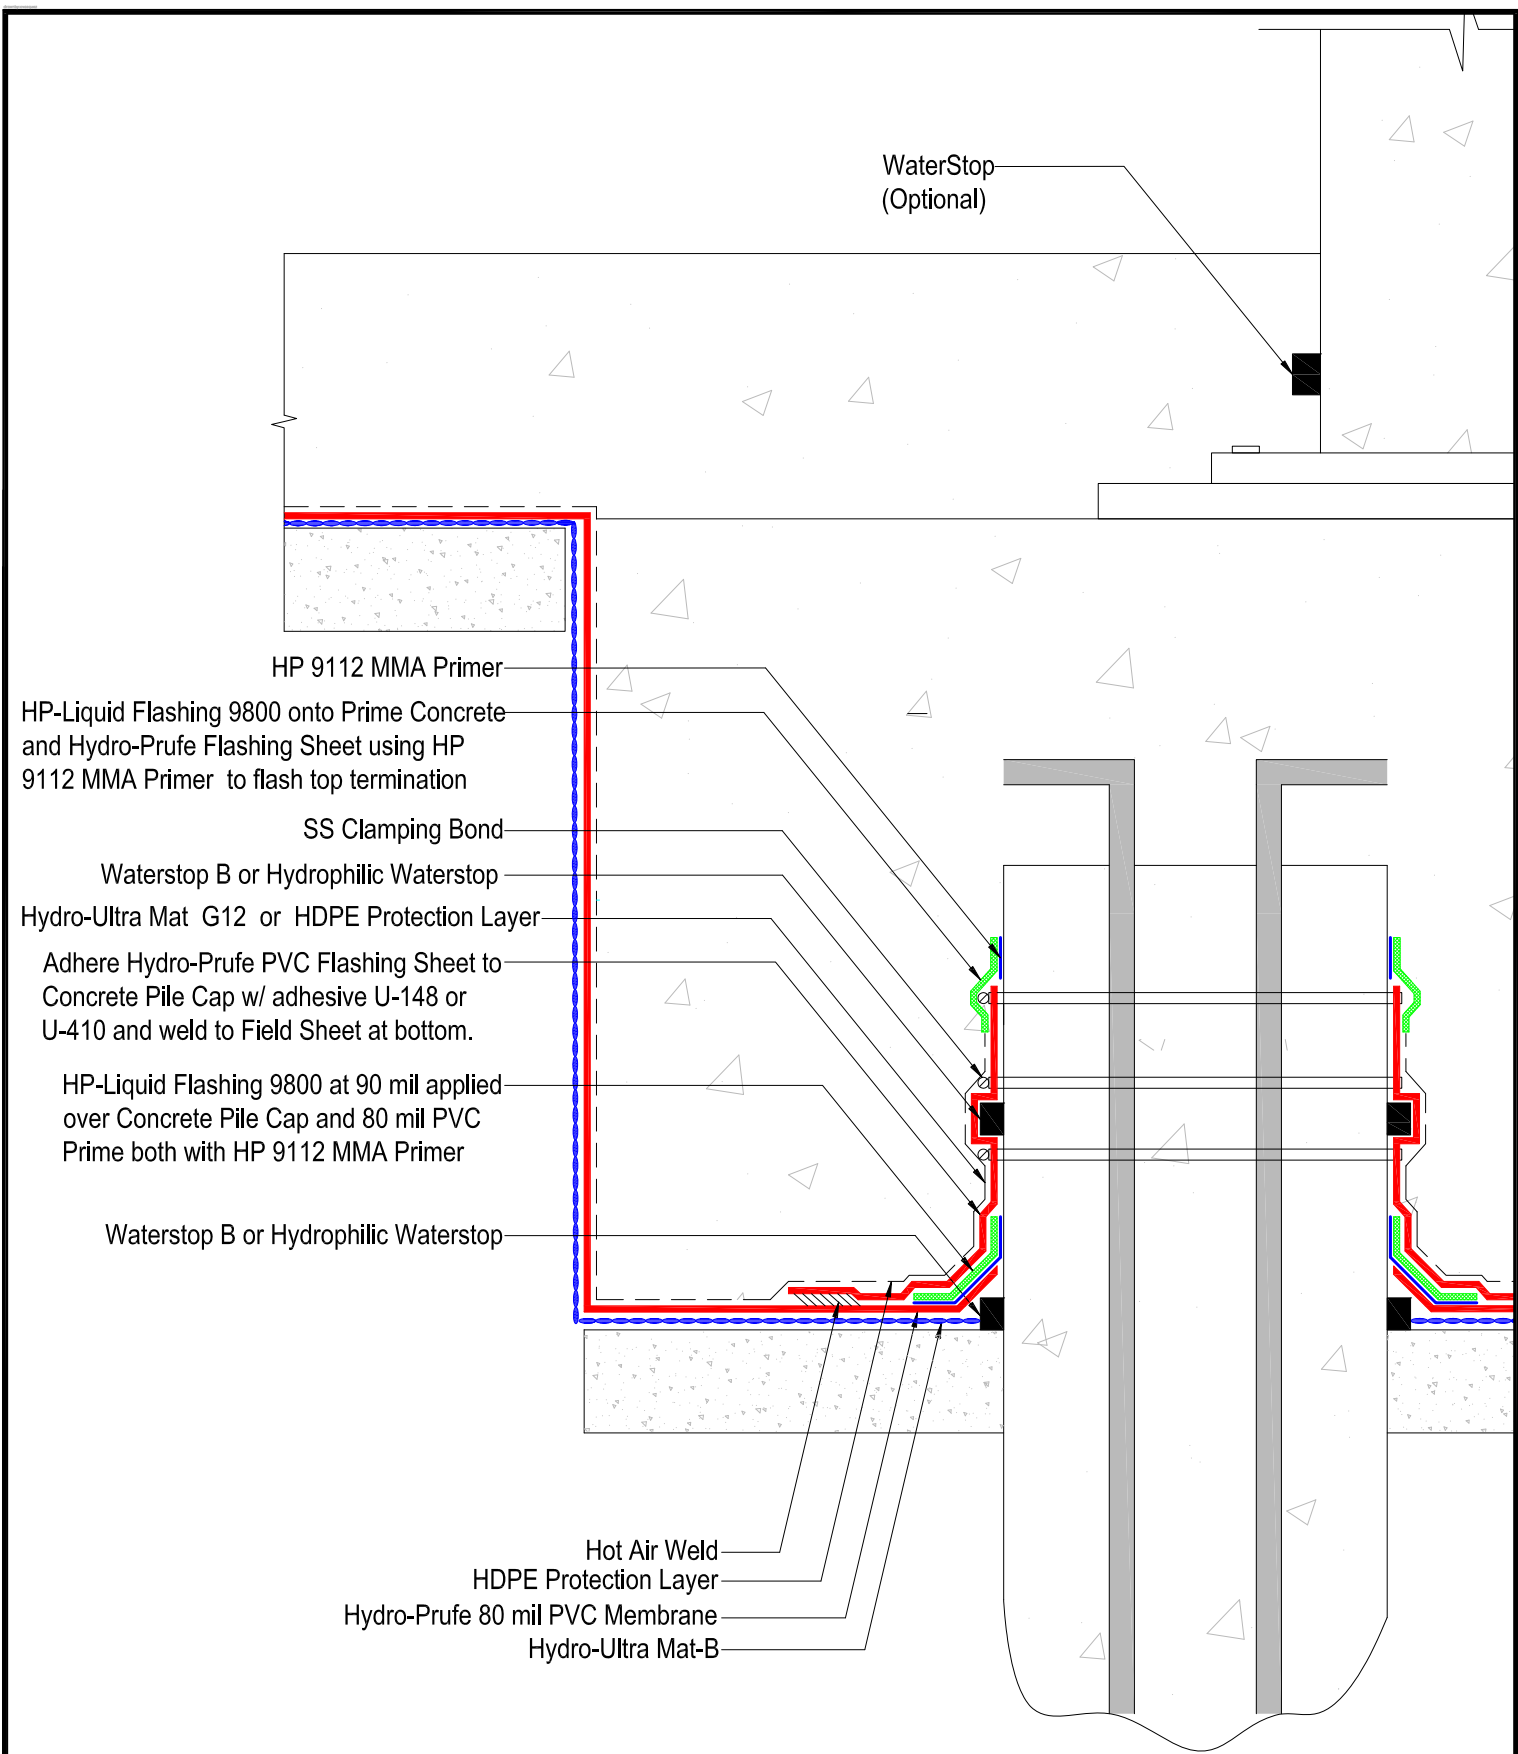 WaterStop
(Optional)
HP 9112 MMA Primer
HP-Liquid Flashing 9800 onto Prime Concrete
and Hydro-Prufe Flashing Sheet using HP
9112 MMA Primer to flash top termination
SS Clamping Bond
Waterstop B or Hydrophilic Waterstop
Hydro-Ultra Mat G12 or HDPE Protection Layer
Adhere Hydro-Prufe PVC Flashing Sheet to
Concrete Pile Cap w/ adhesive U-148 or
U-410 and weld to Field Sheet at bottom.
HP-Liquid Flashing 9800 at 90 mil applied
over Concrete Pile Cap and 80 mil PVC
Prime both with HP 9112 MMA Primer
Waterstop B or Hydrophilic Waterstop
Hot Air Weld
HDPE Protection Layer
Hydro-Prufe 80 mil PVC Membrane
Hydro-Ultra Mat-B